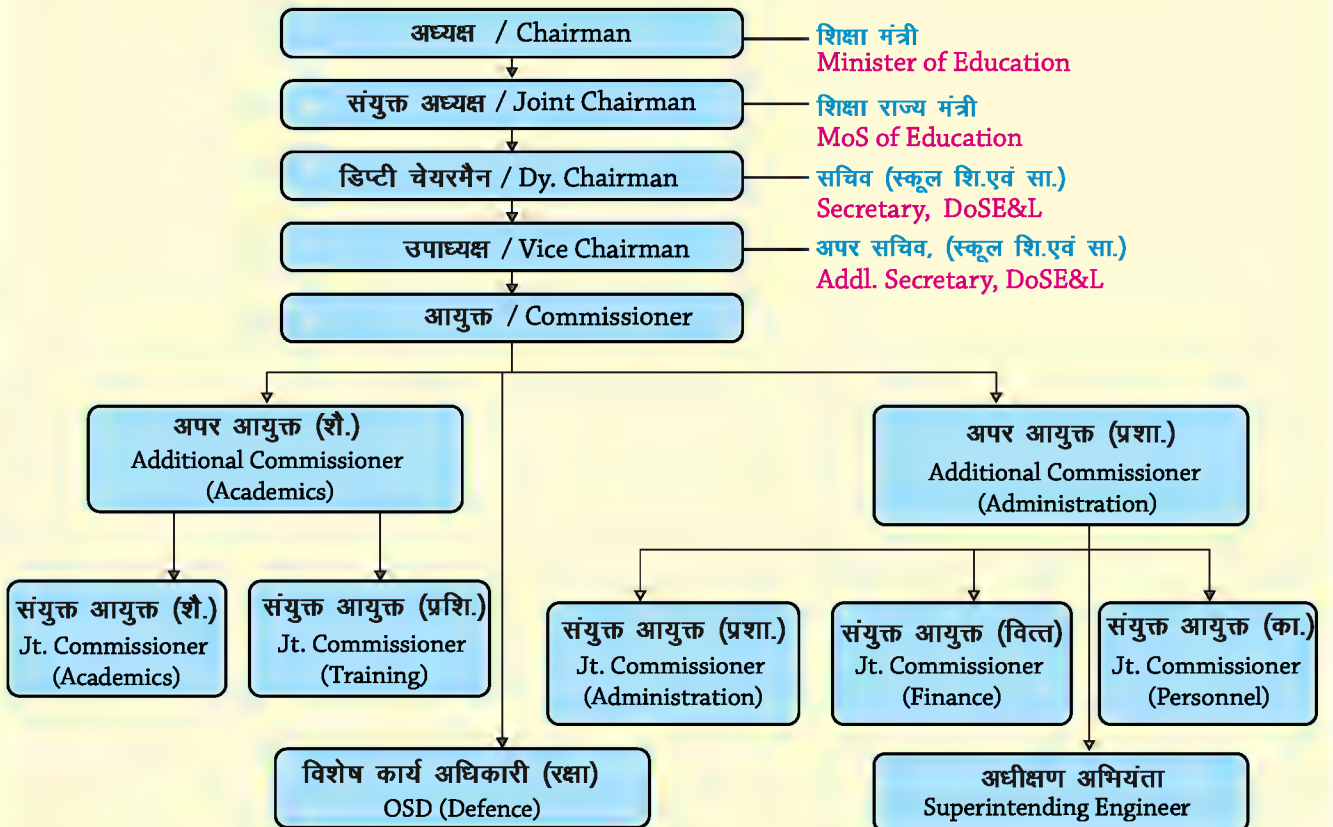 अध्यक्ष / Chairman
शिक्षा मंत्री
Minister of Education
संयुक्त अध्यक्ष / Joint Chairman
शिक्षा राज्य मंत्री
MoS of Education
डिप्टी चेयरमैन / Dy. Chairman
सचिव (स्कूल शि.एवं सा.)
Secretary, DoSE&L
उपाध्यक्ष / Vice Chairman
अपर सचिव, (स्कूल शि.एवं सा.)
Addl. Secretary, DoSE&L
आयुक्त / Commissioner
अपर आयुक्त (शै.)
Additional Commissioner
(Academics)
अपर आयुक्त (प्रशा.)
Additional Commissioner
(Administration)
संयुक्त आयुक्त (शै.)
Jt. Commissioner
(Academics)
संयुक्त आयुक्त (प्रशि.)
Jt. Commissioner
(Training)
संयुक्त आयुक्त (प्रशा.)
Jt. Commissioner
(Administration)
संयुक्त आयुक्त (वित्त)
Jt. Commissioner
(Finance)
संयुक्त आयुक्त (का.)
Jt. Commissioner
(Personnel)
विशेष कार्य अधिकारी (रक्षा)
OSD (Defence)
अधीक्षण अभियंता
Superintending Engineer